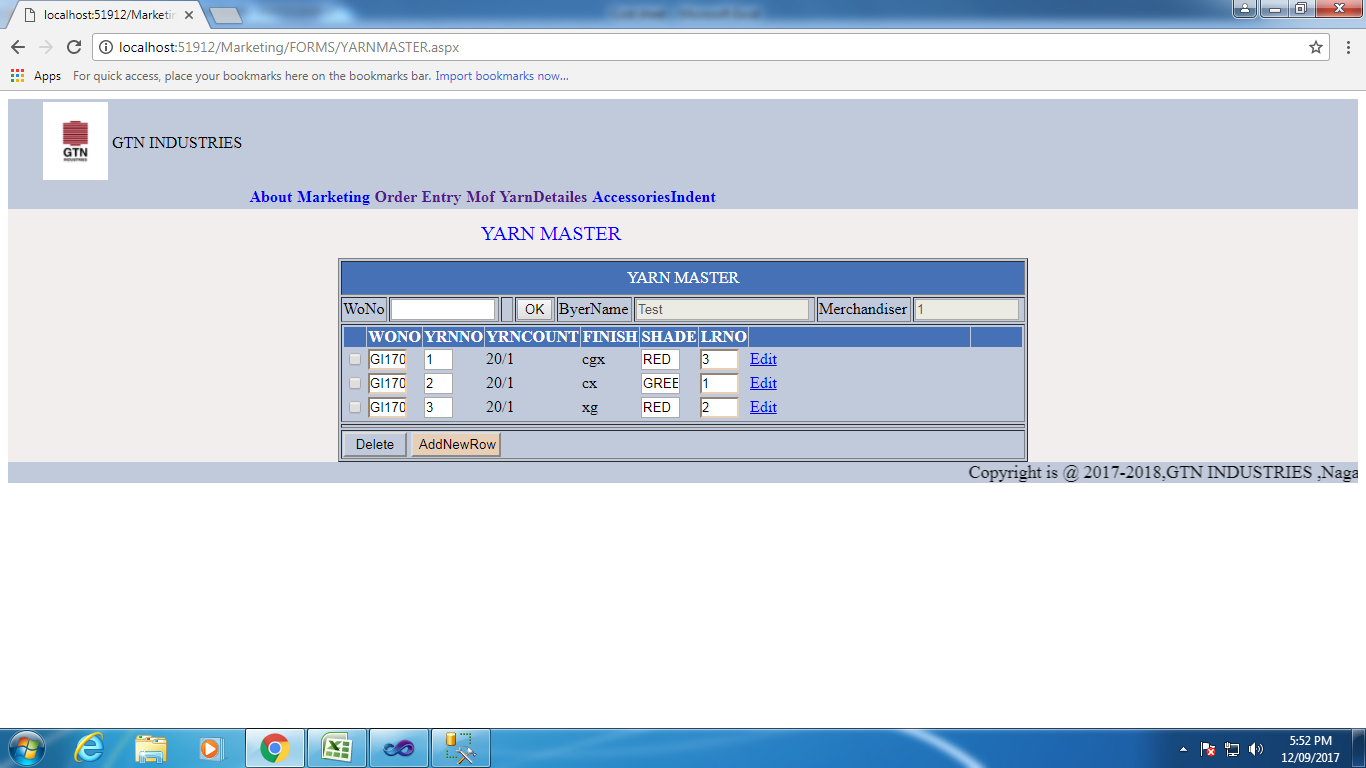 localhost:51912/Marketin
localhost:51912/Marketing/FORMS/YARNMASTER.aspx
Apps For quick access, place your bookmarks here on the bookmarks bar. Import bookmarks now...
GTN
INDUSTRIES
GTN INDUSTRIES
About Marketing Order Entry Mof YarnDetailes AccessoriesIndent
YARN MASTER
YARN MASTER
WoNo OK ByerName Test Merchandiser 1
WONO YRNNO YRNCOUNT FINISH SHADE LRNO
GI170 1 20/1 cgx RED 3 Edit
GI170 2 20/1 cx GREE 1 Edit
GI170 3 20/1 xg RED 2 Edit
Delete AddNewRow
Copyright is @ 2017-2018,GTN INDUSTRIES ,Naga
5:52 PM
12/09/2017